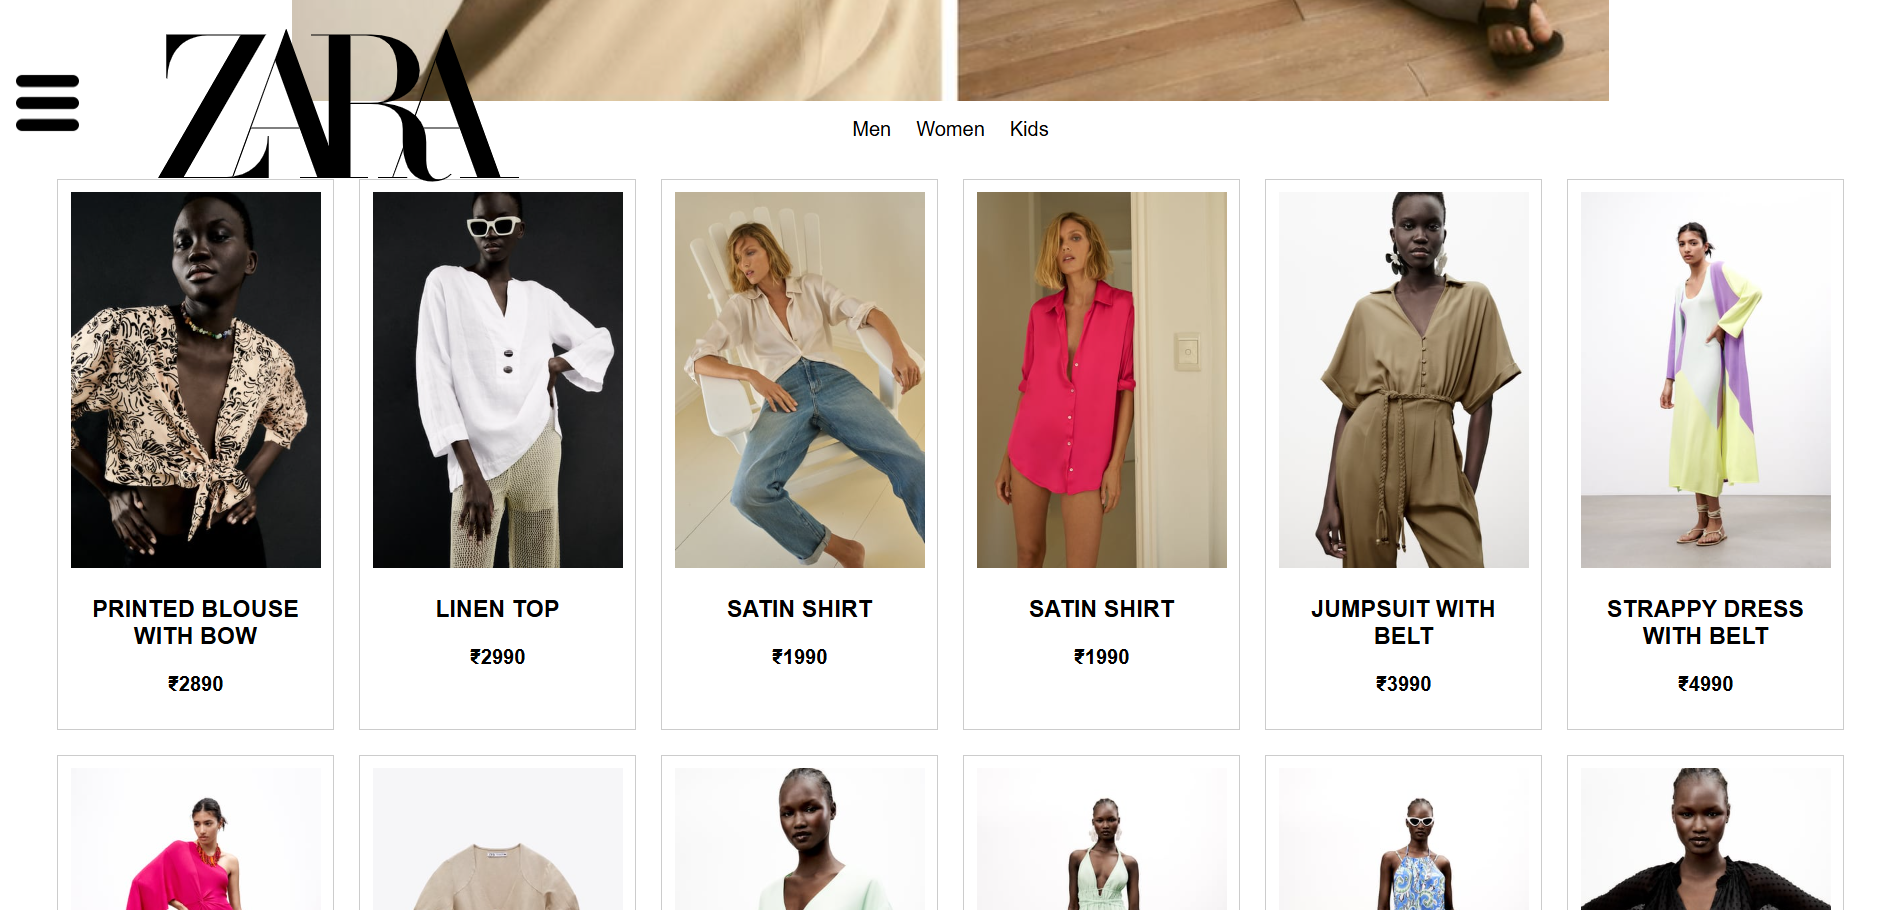 ZARA
Men Women Kids
PRINTED BLOUSE
WITH BOW
₹2890
LINEN TOP
₹2990
SATIN SHIRT
₹1990
SATIN SHIRT
₹1990
JUMPSUIT WITH
BELT
₹3990
STRAPPY DRESS
WITH BELT
₹4990